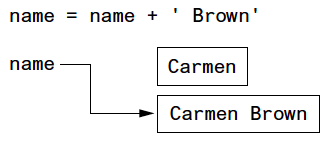 name = name + ' Brown'
name
Carmen
Carmen Brown